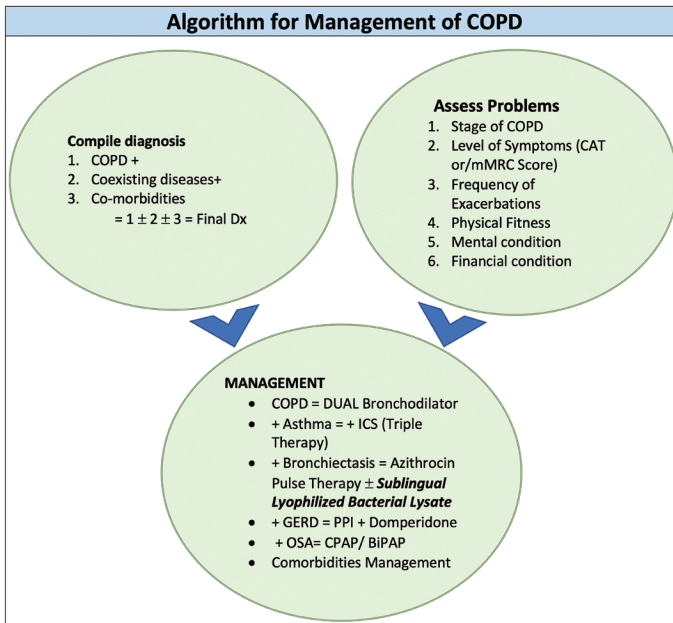 Algorithm for Management of COPD
Compile diagnosis
1. COPD +
2. Coexisting diseases+
3. Co-morbidities
= 1 ± 2 ± 3 = Final Dx
Assess Problems
1. Stage of COPD
2. Level of Symptoms (CAT
or/mMRC Score)
3. Frequency of
Exacerbations
4. Physical Fitness
5. Mental condition
6. Financial condition
MANAGEMENT
• COPD = DUAL Bronchodilator
• + Asthma = + ICS (Triple
Therapy)
• + Bronchiectasis = Azithrocin
Pulse Therapy ± Sublingual
Lyophilized Bacterial Lysate
• + GERD = PPI + Domperidone
• + OSA= CPAP/ BiPAP
• Comorbidities Management